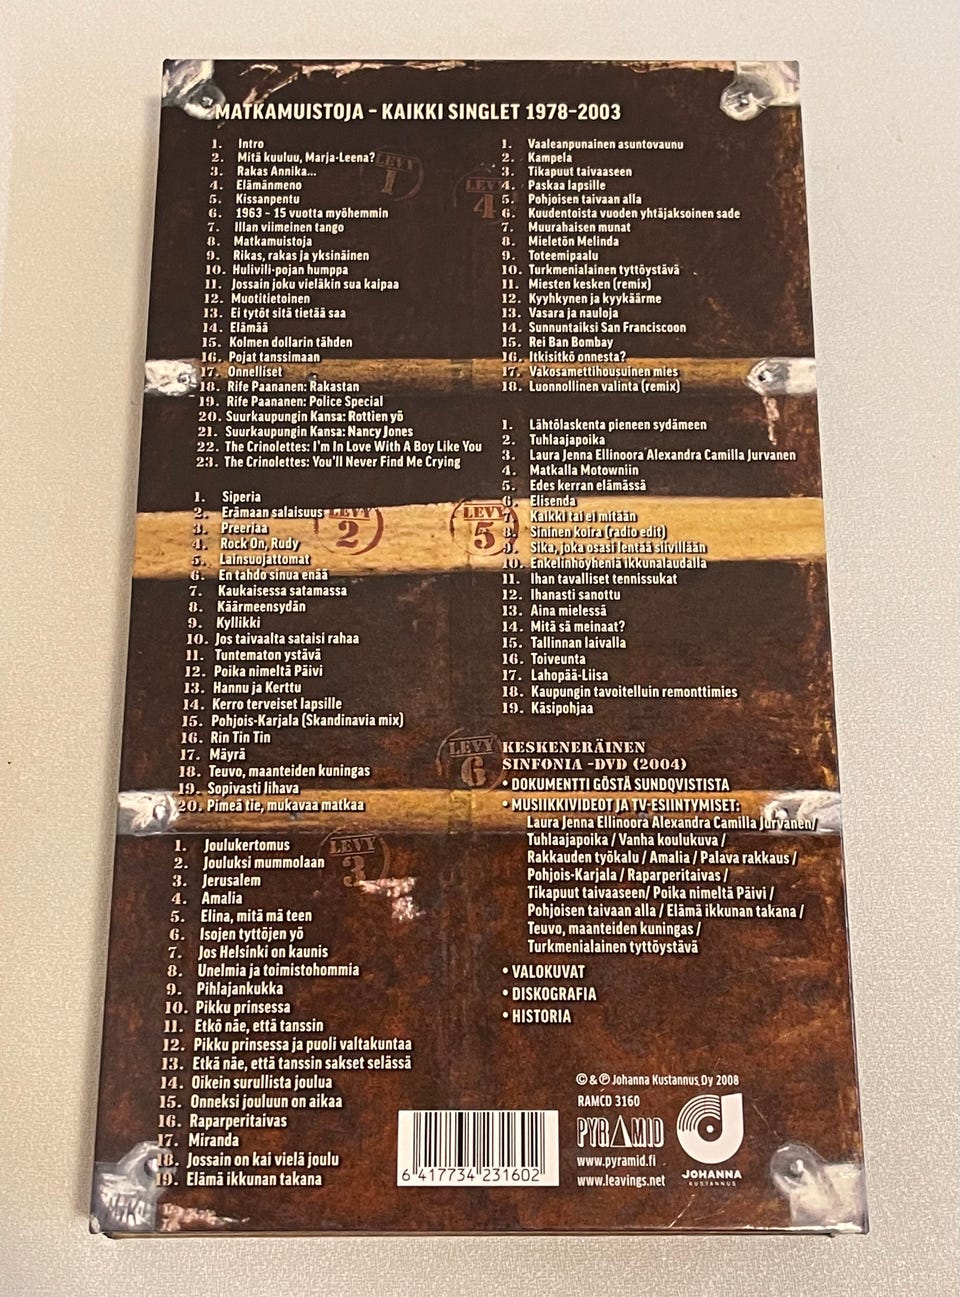 MATKAMUISTOJA - KAIKKI SINGLET 1978-2003
LEVY 1
1. Intro
2. Mitä kuuluu, Marja-Leena?
3. Rakas Annika...
4. Elämänmeno
5. Kissanpentu
6. 1963 - 15 vuotta myöhemmin
7. Illan viimeinen tango
8. Matkamuistoja
9. Rikas, rakas ja yksinäinen
10. Hulivili-pojan humppa
11. Jossain joku vieläkin sua kaipaa
12. Muotitietoinen
13. Ei tytöt sitä tietää saa
14. Elämää
15. Kolmen dollarin tähden
16. Pojat tanssimaan
17. Onnelliset
18. Rife Paananen: Rakastan
19. Rife Paananen: Police Special
20. Suurkaupungin Kansa: Rottien yö
21. Suurkaupungin Kansa: Nancy Jones
22. The Crinolettes: I'm In Love With A Boy Like You
23. The Crinolettes: You'll Never Find Me Crying
LEVY 2
1. Siperia
2. Erämaan salaisuus
3. Preeriaa
4. Rock On, Rudy
5. Lainsuojattomat
6. En tahdo sinua enää
7. Kaukaisessa satamassa
8. Käärmeensydän
9. Kyllikki
10. Jos taivaalta sataisi rahaa
11. Tuntematon ystävä
12. Poika nimeltä Päivi
13. Hannu ja Kerttu
14. Kerro terveiset lapsille
15. Pohjois-Karjala (Skandinavia mix)
16. Rin Tin Tin
17. Mäyrä
18. Teuvo, maanteiden kuningas
19. Sopivasti lihava
20. Pimeä tie, mukavaa matkaa
LEVY 3
1. Joulukertomus
2. Jouluksi mummolaan
3. Jerusalem
4. Amalia
5. Elina, mitä mä teen
6. Isojen tyttöjen yö
7. Jos Helsinki on kaunis
8. Unelmia ja toimistohommia
9. Pihlajankukka
10. Pikku prinsessa
11. Etkö näe, että tanssin
12. Pikku prinsessa ja puoli valtakuntaa
13. Etkä näe, että tanssin sakset selässä
14. Oikein surullista joulua
15. Onneksi jouluun on aikaa
16. Raparperitaivas
17. Miranda
18. Jossain on kai vielä joulu
19. Elämä ikkunan takana
LEVY 4
1. Vaaleanpunainen asuntovaunu
2. Kampela
3. Tikapuut taivaaseen
4. Paskaa lapsille
5. Pohjoisen taivaan alla
6. Kuudentoista vuoden yhtäjaksoinen sade
7. Muurahaisen munat
8. Mieletön Melinda
9. Toteemipaalu
10. Turkmenialainen tyttöystävä
11. Miesten kesken (remix)
12. Kyyhkynen ja kyykäärme
13. Vasara ja nauloja
14. Sunnuntaiksi San Franciscoon
15. Rei Ban Bombay
16. Itkisitkö onnesta?
17. Vakosamettihousuinen mies
18. Luonnollinen valinta (remix)
LEVY 5
1. Lähtölaskenta pieneen sydämeen
2. Tuhlaajapoika
3. Laura Jenna Ellinoora Alexandra Camilla Jurvanen
4. Matkalla Motowniin
5. Edes kerran elämässä
6. Elisenda
7. Kaikki tai ei mitään
8. Sininen koira (radio edit)
9. Sika, joka osasi lentää siivillään
10. Enkelinhöyheniä ikkunalaudalla
11. Ihan tavalliset tennissukat
12. Ihanasti sanottu
13. Aina mielessä
14. Mitä sä meinaat?
15. Tallinnan laivalla
16. Toiveunta
17. Lahopää-Liisa
18. Kaupungin tavoitelluin remonttimies
19. Käsipohjaa
LEVY 6
KESKENERÄINEN
SINFONIA -DVD (2004)
• DOKUMENTTI GÖSTÄ SUNDQVISTISTA
• MUSIIKKIVIDEOT JA TV-ESIINTYMISET:
Laura Jenna Ellinoora Alexandra Camilla Jurvanen/
Tuhlaajapoika / Vanha koulukuva /
Rakkauden työkalu / Amalia / Palava rakkaus /
Pohjois-Karjala / Raparperitaivas /
Tikapuut taivaaseen/ Poika nimeltä Päivi /
Pohjoisen taivaan alla / Elämä ikkunan takana /
Teuvo, maanteiden kuningas /
Turkmenialainen tyttöystävä
• VALOKUVAT
• DISKOGRAFIA
• HISTORIA
© & ℗ Johanna Kustannus Oy 2008
RAMCD 3160
PYRAMID
www.pyramid.fi
www.leavings.net
JOHANNA
KUSTANNUS
6 417734 231602